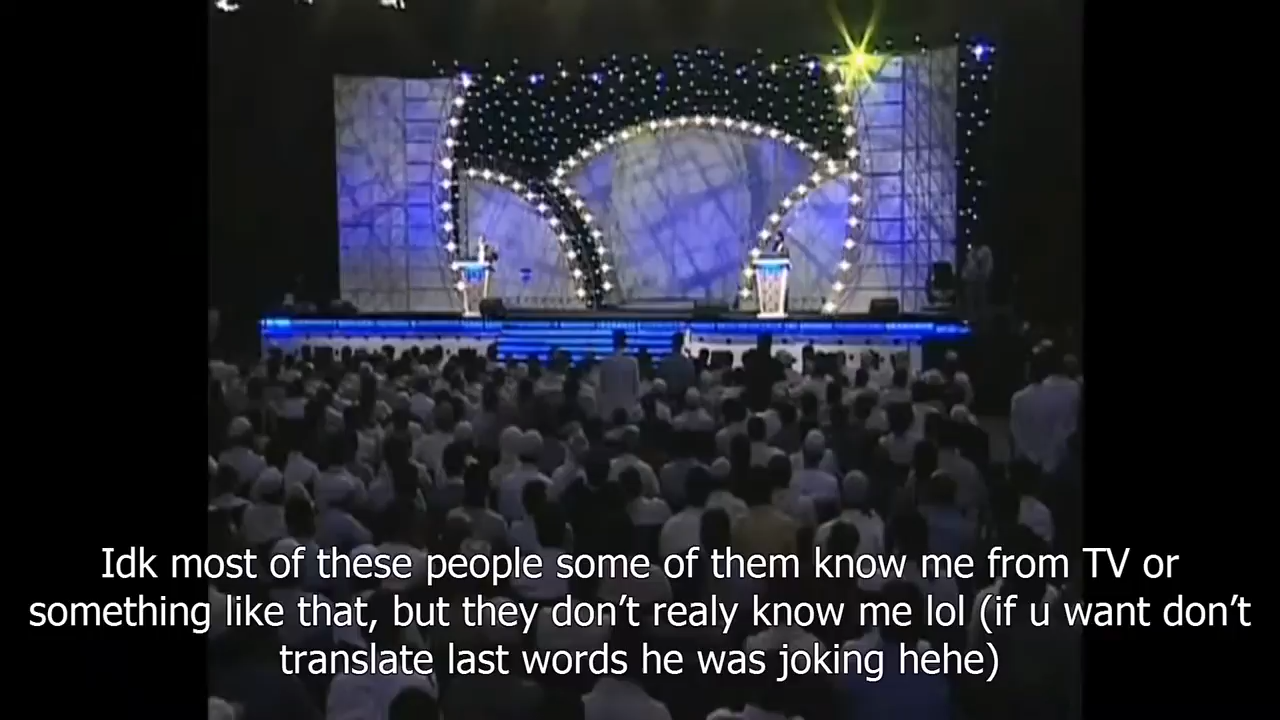 Idk most of these people some of them know me from TV or
something like that, but they don’t realy know me lol (if u want don’t
translate last words he was joking hehe)